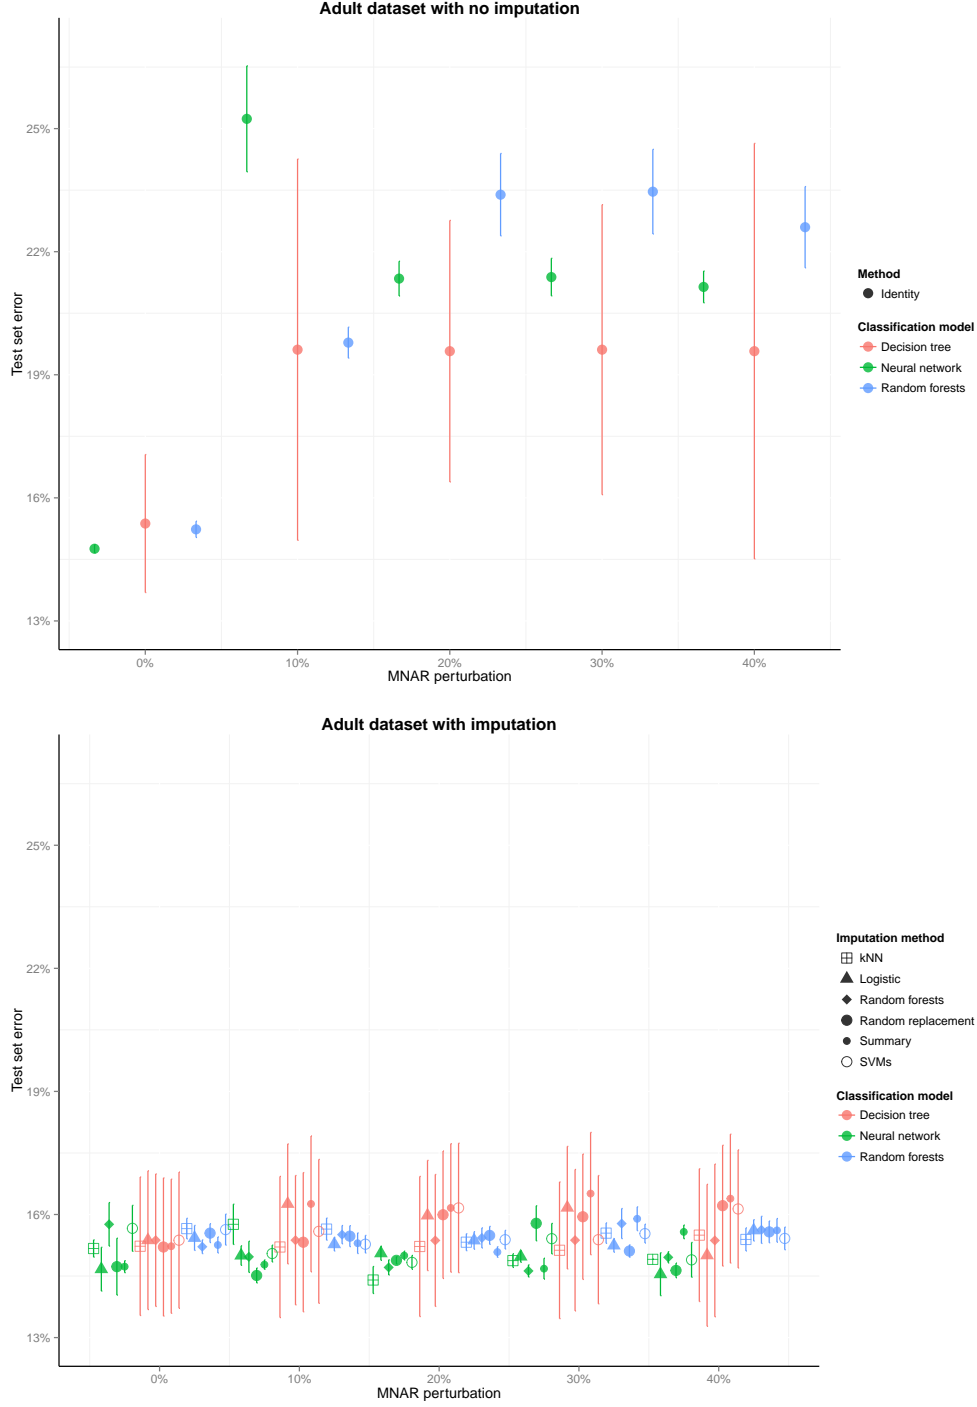 Adult dataset with no imputation
25%
22%
19%
16%
13%
Test set error
0%
10%
20%
30%
40%
MNAR perturbation
Method
Identity
Classification model
Decision tree
Neural network
Random forests
Adult dataset with imputation
25%
22%
19%
16%
13%
Test set error
0%
10%
20%
30%
40%
MNAR perturbation
Imputation method
kNN
Logistic
Random forests
Random replacement
Summary
SVMs
Classification model
Decision tree
Neural network
Random forests